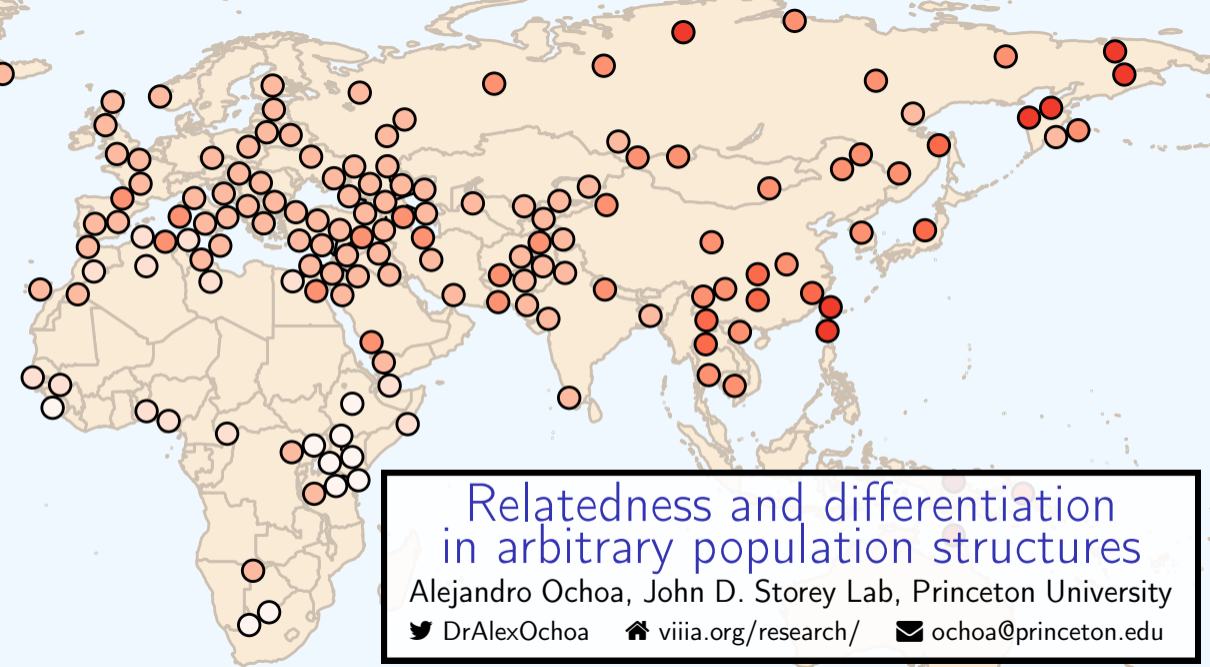 Relatedness and differentiation
in arbitrary population structures
Alejandro Ochoa, John D. Storey Lab, Princeton University
DrAlexOchoa viiia.org/research/ ochoa@princeton.edu